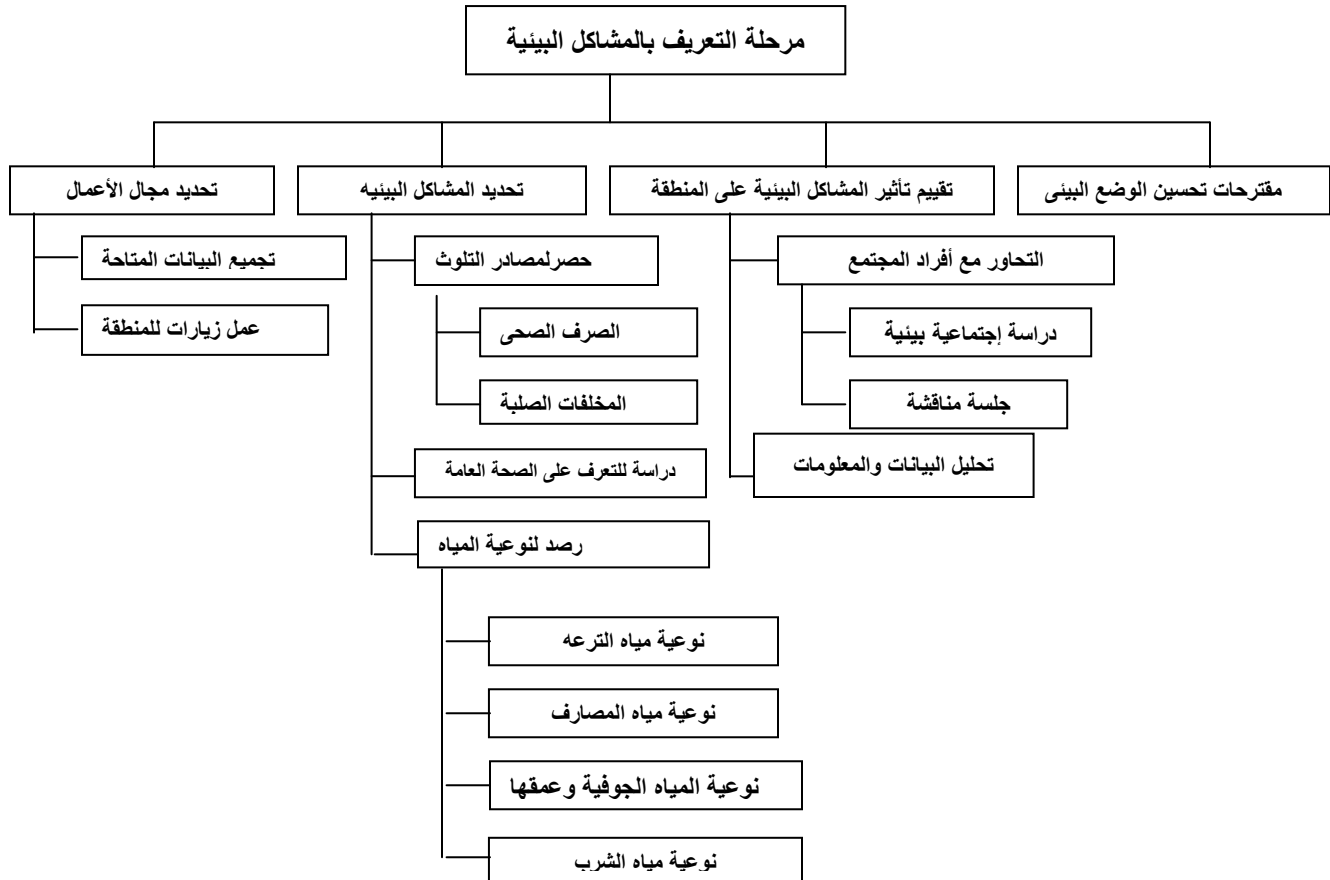 مرحلة التعريف بالمشاكل البيئية
مقترحات تحسين الوضع البيئى
تقييم تأثير المشاكل البيئية على المنطقة
التحاور مع أفراد المجتمع
دراسة إجتماعية بيئية
جلسة مناقشة
تحليل البيانات والمعلومات
تحديد المشاكل البيئيه
حصرلمصادر التلوث
الصرف الصحى
المخلفات الصلبة
دراسة للتعرف على الصحة العامة
رصد لنوعية المياه
نوعية مياه الترعه
نوعية مياه المصارف
نوعية المياه الجوفية وعمقها
نوعية مياه الشرب
تحديد مجال الأعمال
تجميع البيانات المتاحة
عمل زيارات للمنطقة